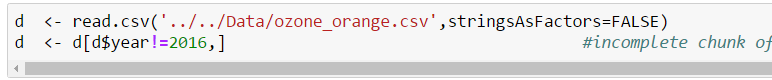 d  <- read.csv('../../Data/ozone_orange.csv',stringsAsFactors=FALSE)
d  <- d[d$year!=2016,]                                    #incomplete chunk of